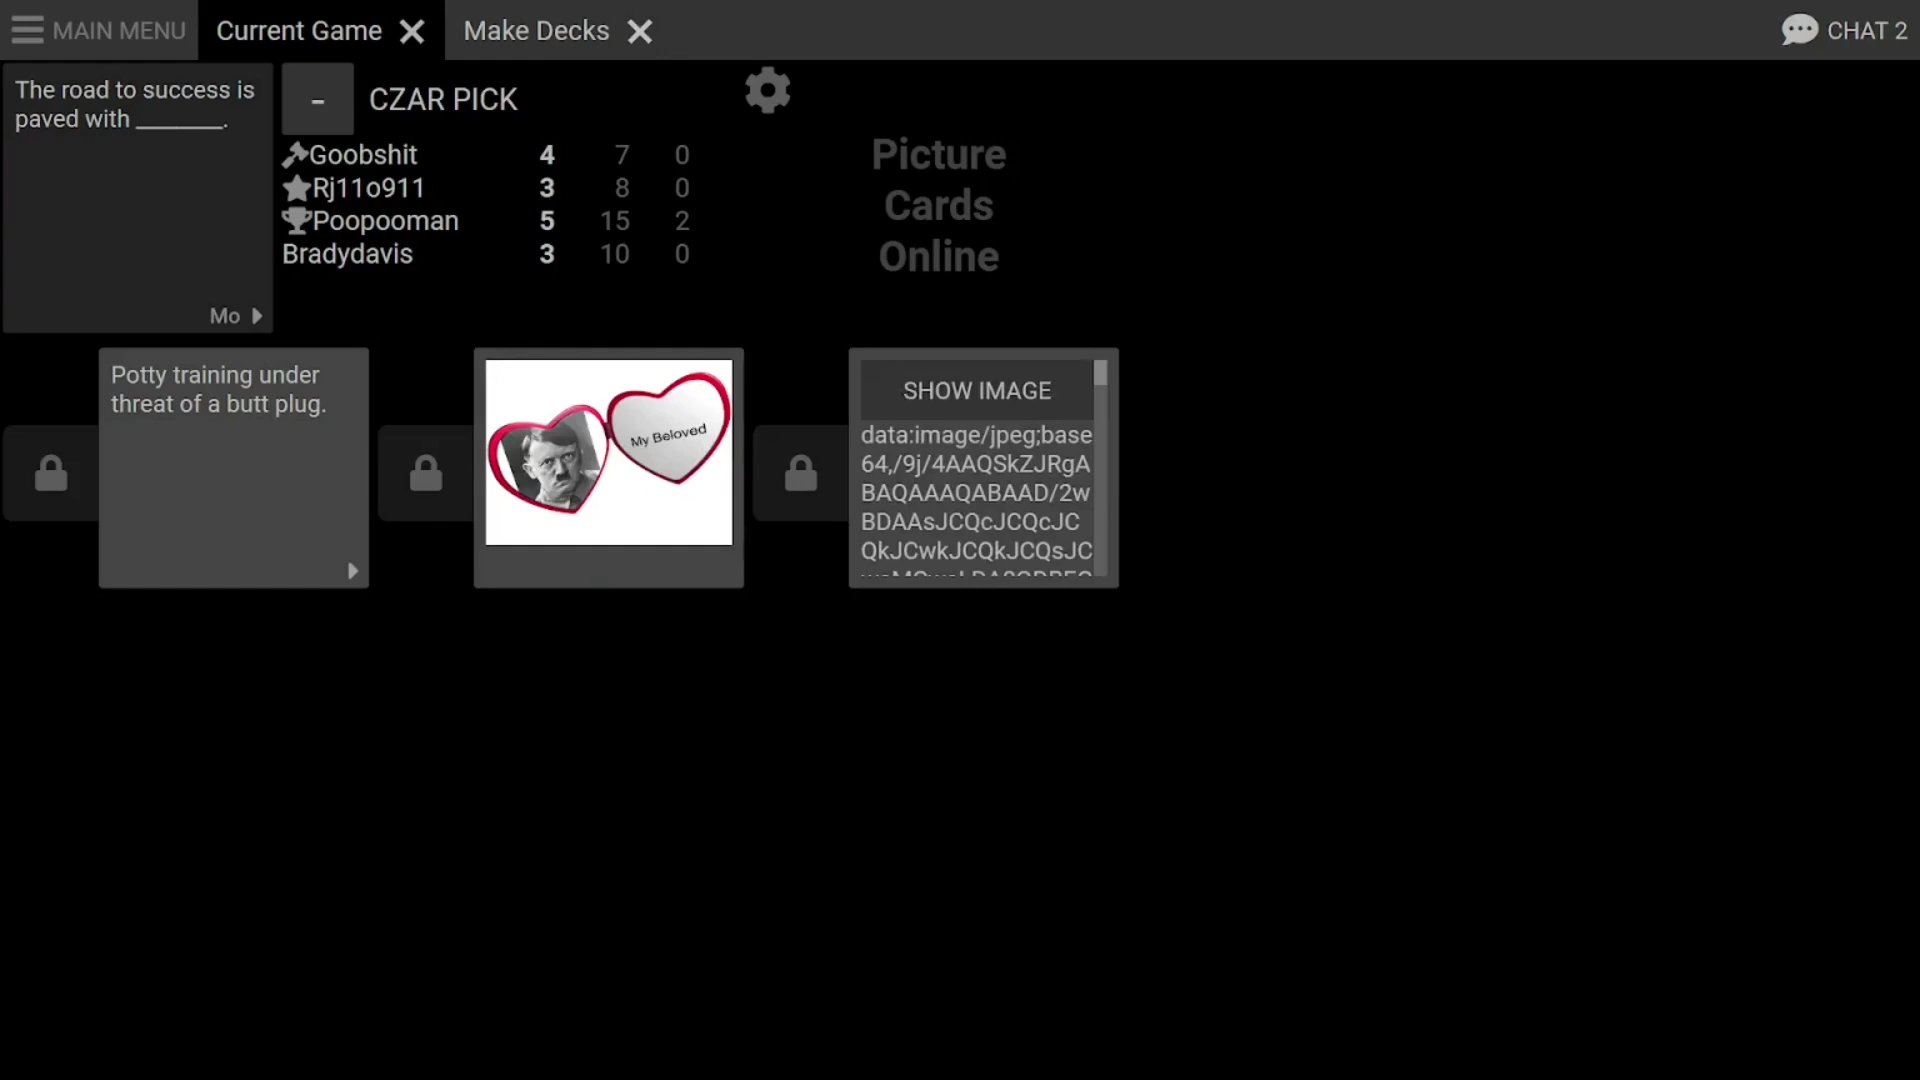 MAIN MENU
Current Game
Make Decks
CHAT 2
The road to success is
paved with ______.
Mo
-
CZAR PICK
Goobshit 4 7 0
Rj11o911 3 8 0
Poopooman 5 15 2
Bradydavis 3 10 0
Picture
Cards
Online
Potty training under
threat of a butt plug.
My Beloved
SHOW IMAGE
data:image/jpeg;base
64,/9j/4AAQSkZJRgA
BAQAAAQABAAD/2w
BDAAsJCQcJCQcJC
QkJCwkJCQkJCQsJC